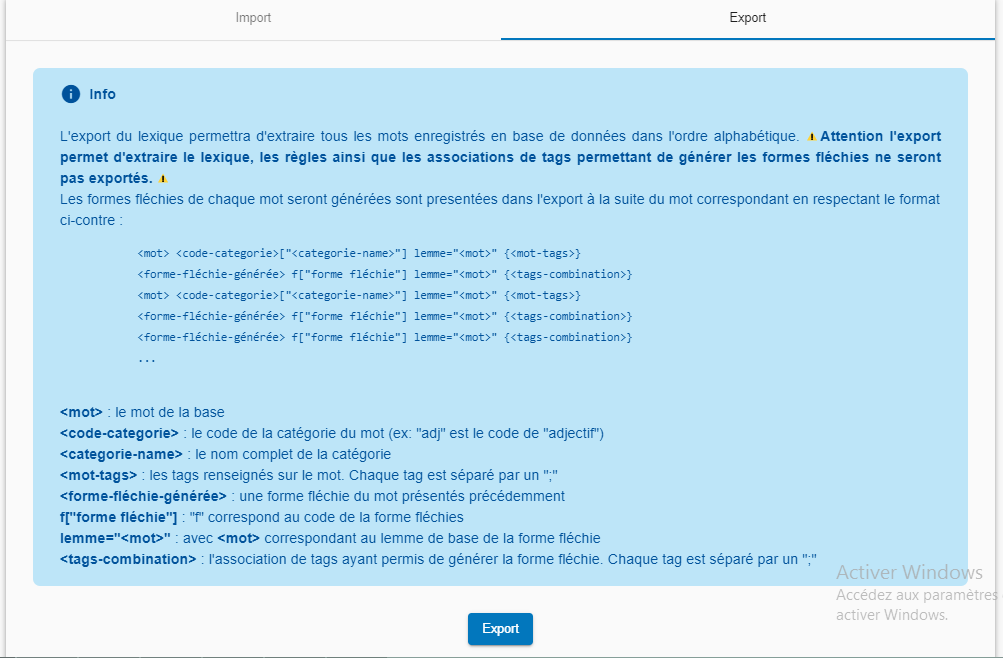 Import
Export
Info
L'export du lexique permettra d'extraire tous les mots enregistrés en base de données dans l'ordre alphabétique. ⚠ Attention l'export
permet d'extraire le lexique, les règles ainsi que les associations de tags permettant de générer les formes fléchies ne seront
pas exportés. ⚠
Les formes fléchies de chaque mot seront générées sont presentées dans l'export à la suite du mot correspondant en respectant le format
ci-contre :
<mot> <code-categorie>["<categorie-name>"] lemme="<mot>" {<mot-tags>}
<forme-fléchie-générée> f["forme fléchie"] lemme="<mot>" {<tags-combination>}
<mot> <code-categorie>["<categorie-name>"] lemme="<mot>" {<mot-tags>}
<forme-fléchie-générée> f["forme fléchie"] lemme="<mot>" {<tags-combination>}
<forme-fléchie-générée> f["forme fléchie"] lemme="<mot>" {<tags-combination>}
...
<mot> : le mot de la base
<code-categorie> : le code de la catégorie du mot (ex: "adj" est le code de "adjectif")
<categorie-name> : le nom complet de la catégorie
<mot-tags> : les tags renseignés sur le mot. Chaque tag est séparé par un ";"
<forme-fléchie-générée> : une forme fléchie du mot présentés précédemment
f["forme fléchie"] : "f" correspond au code de la forme fléchies
lemme="<mot>" : avec <mot> correspondant au lemme de base de la forme fléchie
<tags-combination> : l'association de tags ayant permis de générer la forme fléchie. Chaque tag est séparé par un ";"
Activer Windows
Accédez aux paramètres
activer Windows.
Export